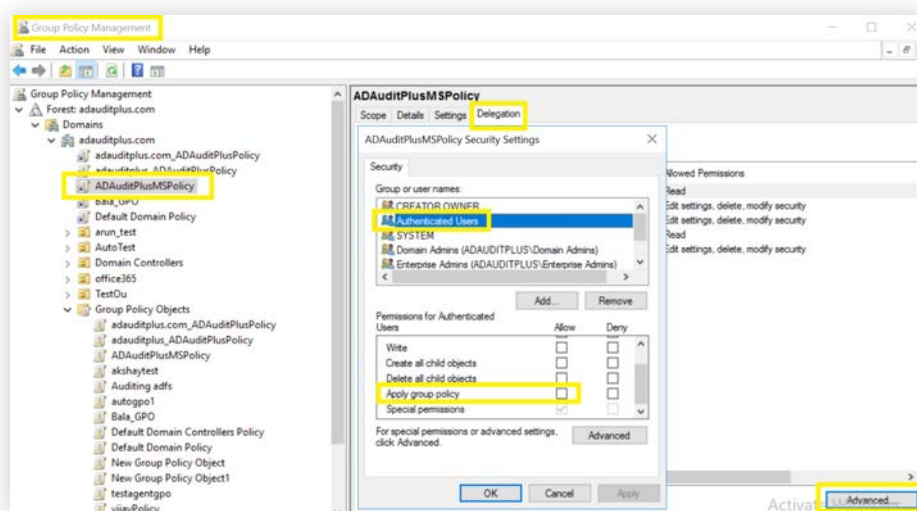 Group Policy Management
File Action View Window Help
Group Policy Management
Forest: adauditplus.com
Domains
adauditplus.com
adauditplus.com_ADAuditPlusPolicy
adauditplus_ADAuditPlusPolicy
ADAuditPlusMSPolicy
Bala_GPO
Default Domain Policy
arun_test
AutoTest
Domain Controllers
office365
TestOu
Group Policy Objects
adauditplus.com_ADAuditPlusPolicy
adauditplus_ADAuditPlusPolicy
ADAuditPlusMSPolicy
akshaytest
Auditing adfs
autogpo1
Bala_GPO
Default Domain Controllers Policy
Default Domain Policy
New Group Policy Object
New Group Policy Object1
testagentgpo
vijayPolicy
ADAuditPlusMSPolicy
Scope Details Settings Delegation
ADAuditPlusMSPolicy Security Settings
Security
Group or user names:
CREATOR OWNER
Authenticated Users
SYSTEM
Domain Admins (ADAUDITPLUS\Domain Admins)
Enterprise Admins (ADAUDITPLUS\Enterprise Admins)
Add... Remove
Permissions for Authenticated
Users Allow Deny
Write
Create all child objects
Delete all child objects
Apply group policy
Special permissions
For special permissions or advanced settings,
click Advanced.
Advanced
OK Cancel Apply
Allowed Permissions
Read
Edit settings, delete, modify security
Edit settings, delete, modify security
Read
Edit settings, delete, modify security
Advanced...